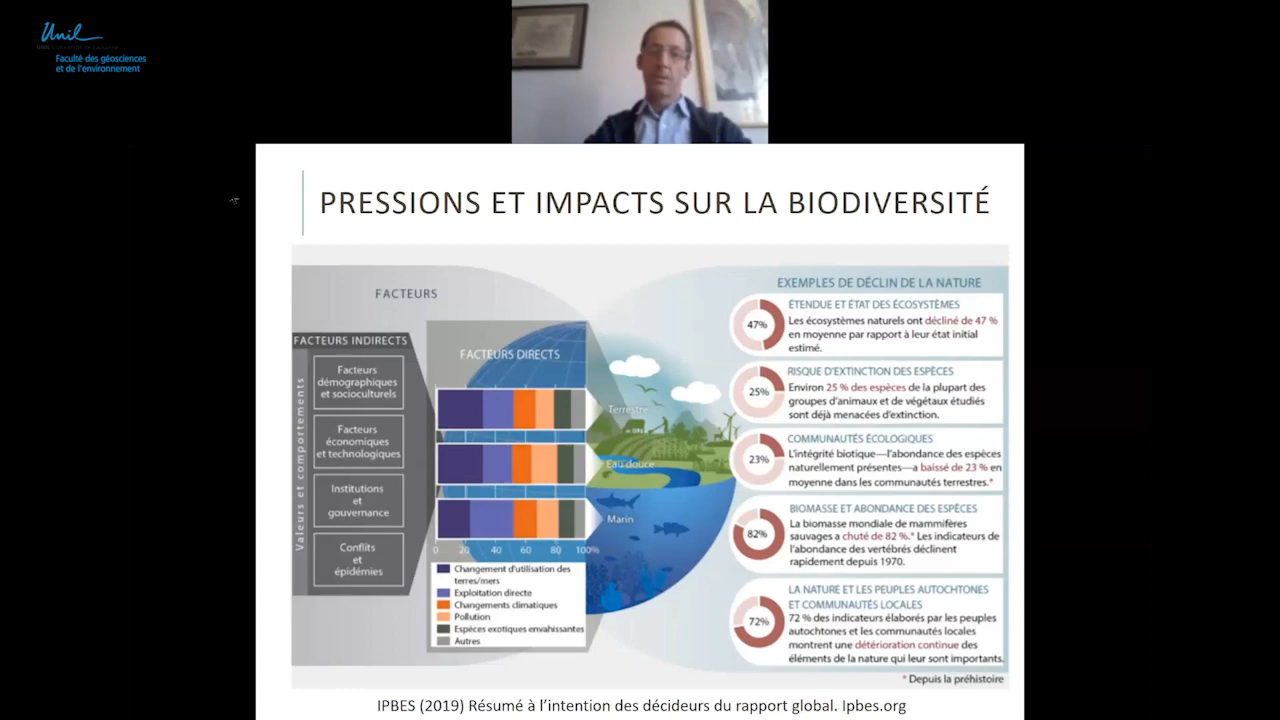 Unil
UNIL | Université de Lausanne
Faculté des géosciences
et de l'environnement
PRESSIONS ET IMPACTS SUR LA BIODIVERSITÉ
FACTEURS
FACTEURS INDIRECTS
Valeurs et comportements
Facteurs
démographiques
et socioculturels
Facteurs
économiques
et technologiques
Institutions
et
gouvernance
Conflits
et
épidémies
FACTEURS DIRECTS
Terrestre
Eau douce
Marin
0 20 40 60 80 100%
Changement d'utilisation des
terres/mers
Exploitation directe
Changements climatiques
Pollution
Espèces exotiques envahissantes
Autres
EXEMPLES DE DÉCLIN DE LA NATURE
47%
ÉTENDUE ET ÉTAT DES ÉCOSYSTÈMES
Les écosystèmes naturels ont décliné de 47 %
en moyenne par rapport à leur état initial
estimé.
25%
RISQUE D'EXTINCTION DES ESPÈCES
Environ 25 % des espèces de la plupart des
groupes d'animaux et de végétaux étudiés
sont déjà menacées d'extinction.
23%
COMMUNAUTÉS ÉCOLOGIQUES
L'intégrité biotique—l'abondance des espèces
naturellement présentes—a baissé de 23 % en
moyenne dans les communautés terrestres.*
82%
BIOMASSE ET ABONDANCE DES ESPÈCES
La biomasse mondiale de mammifères
sauvages a chuté de 82 %.* Les indicateurs de
l'abondance des vertébrés déclinent
rapidement depuis 1970.
72%
LA NATURE ET LES PEUPLES AUTOCHTONES
ET COMMUNAUTÉS LOCALES
72 % des indicateurs élaborés par les peuples
autochtones et les communautés locales
montrent une détérioration continue des
éléments de la nature qui leur sont importants.
* Depuis la préhistoire
IPBES (2019) Résumé à l'intention des décideurs du rapport global. Ipbes.org